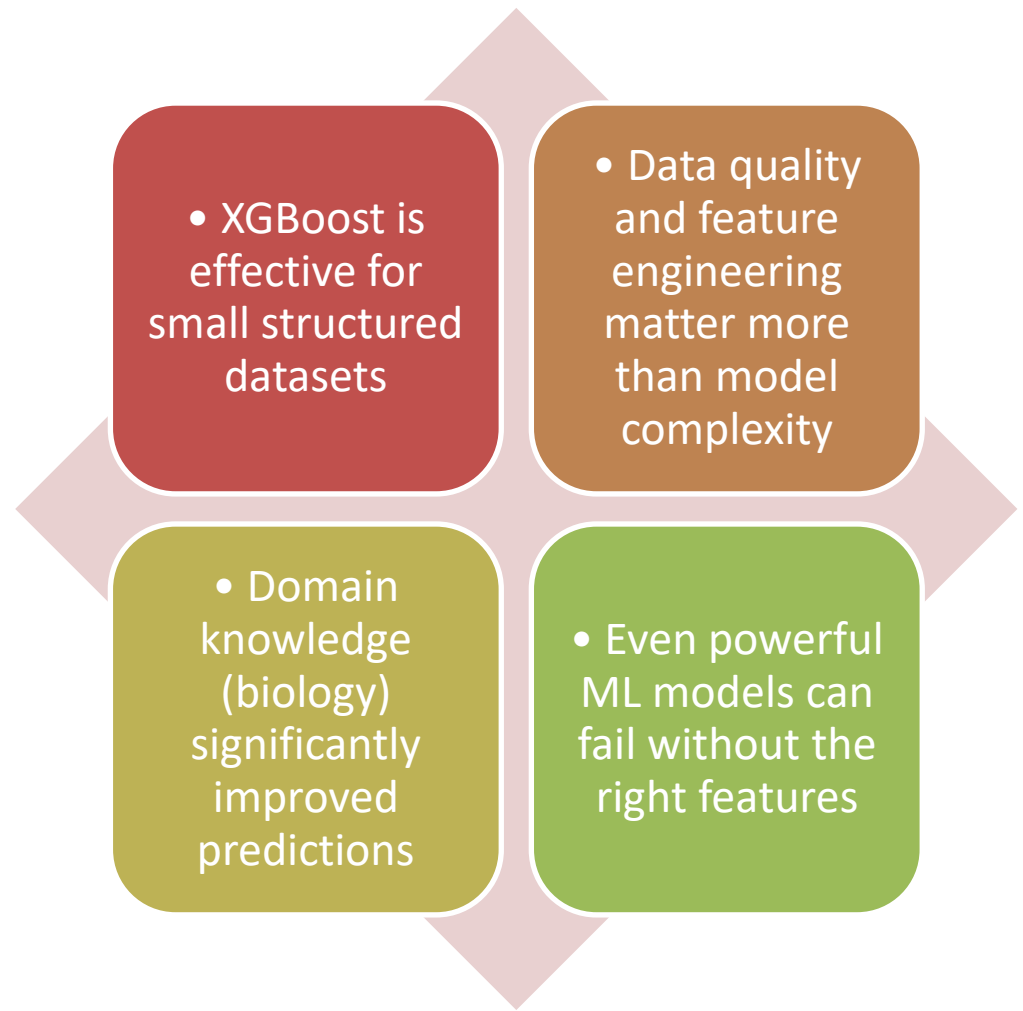 • XGBoost is
effective for
small structured
datasets
• Data quality
and feature
engineering
matter more
than model
complexity
• Domain
knowledge
(biology)
significantly
improved
predictions
• Even powerful
ML models can
fail without the
right features